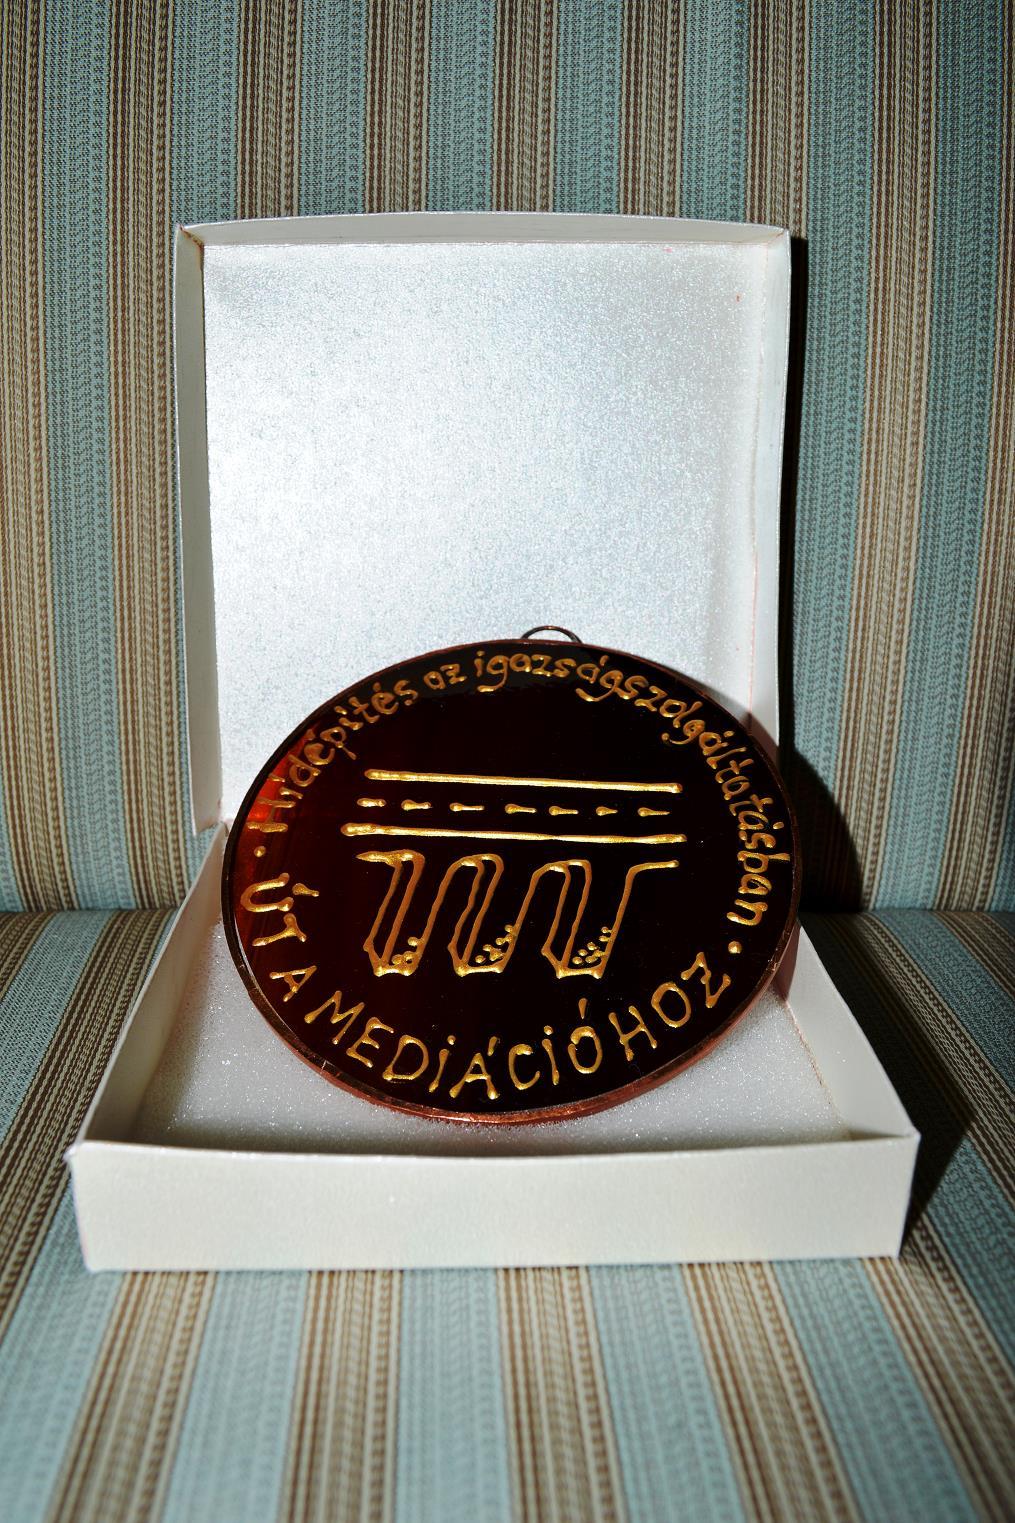 Hídépítés az igazságszolgáltatásban
ÚT A MEDIÁCIÓHOZ